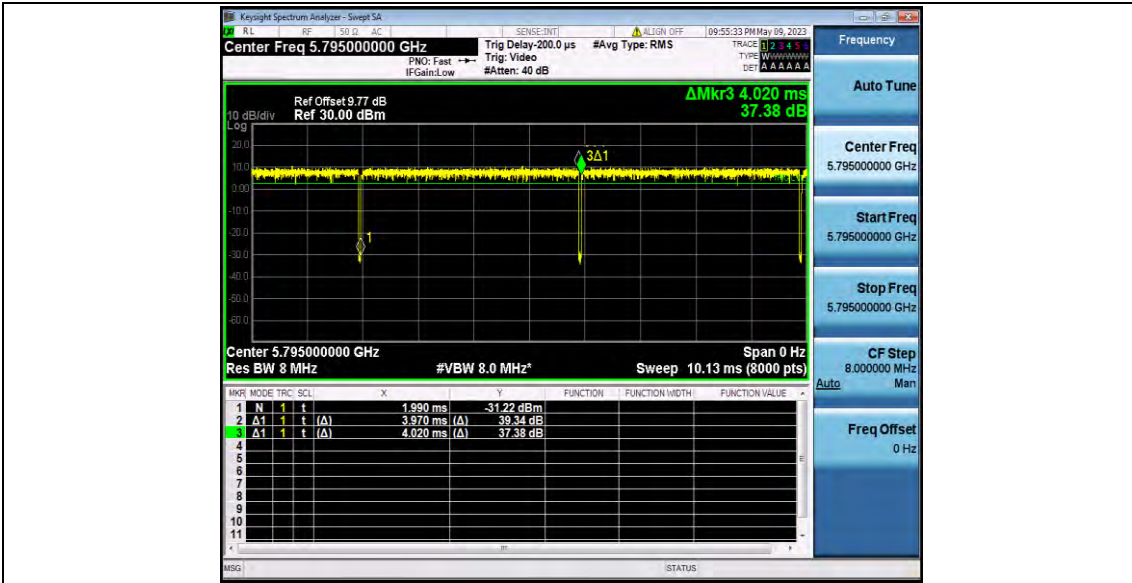 Keysight Spectrum Analyzer - Swept SA
RL RF 50 Ω AC SENSE:INT ALIGN OFF 09:55:33 PM May 09, 2023
Center Freq 5.795000000 GHz
PNO: Fast
IFGain:Low
Trig Delay-200.0 µs
Trig: Video
#Atten: 40 dB
#Avg Type: RMS
TRACE 1 2 3 4 5 6
TYPE W
DET A A A A A A
Ref Offset 9.77 dB
Ref 30.00 dBm
10 dB/div
Log
ΔMkr3 4.020 ms
37.38 dB
20.0
10.0
0.00
-10.0
-20.0
-30.0
-40.0
-50.0
-60.0
1
3Δ1
Center 5.795000000 GHz
Span 0 Hz
Res BW 8 MHz
#VBW 8.0 MHz*
Sweep 10.13 ms (8000 pts)
MKR MODE TRC SCL X Y FUNCTION FUNCTION WIDTH FUNCTION VALUE
1 N 1 t 1.990 ms -31.22 dBm
2 Δ1 1 t (Δ) 3.970 ms (Δ) 39.34 dB
3 Δ1 1 t (Δ) 4.020 ms (Δ) 37.38 dB
4
5
6
7
8
9
10
11
MSG
STATUS
Frequency
Auto Tune
Center Freq
5.795000000 GHz
Start Freq
5.795000000 GHz
Stop Freq
5.795000000 GHz
CF Step
8.000000 MHz
Auto Man
Freq Offset
0 Hz